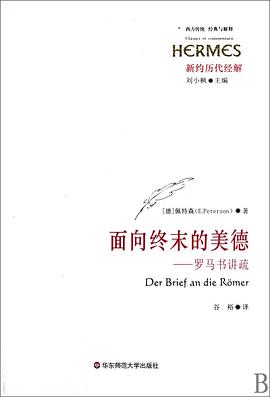 西方传统 经典与解释
Classici et commentarii
HERMES
新约历代经解
刘小枫●主编
[德]佩特森(E.Peterson) 著
面向终末的美德
——罗马书讲疏
Der Brief an die Römer
谷裕 译
华东师范大学出版社
B